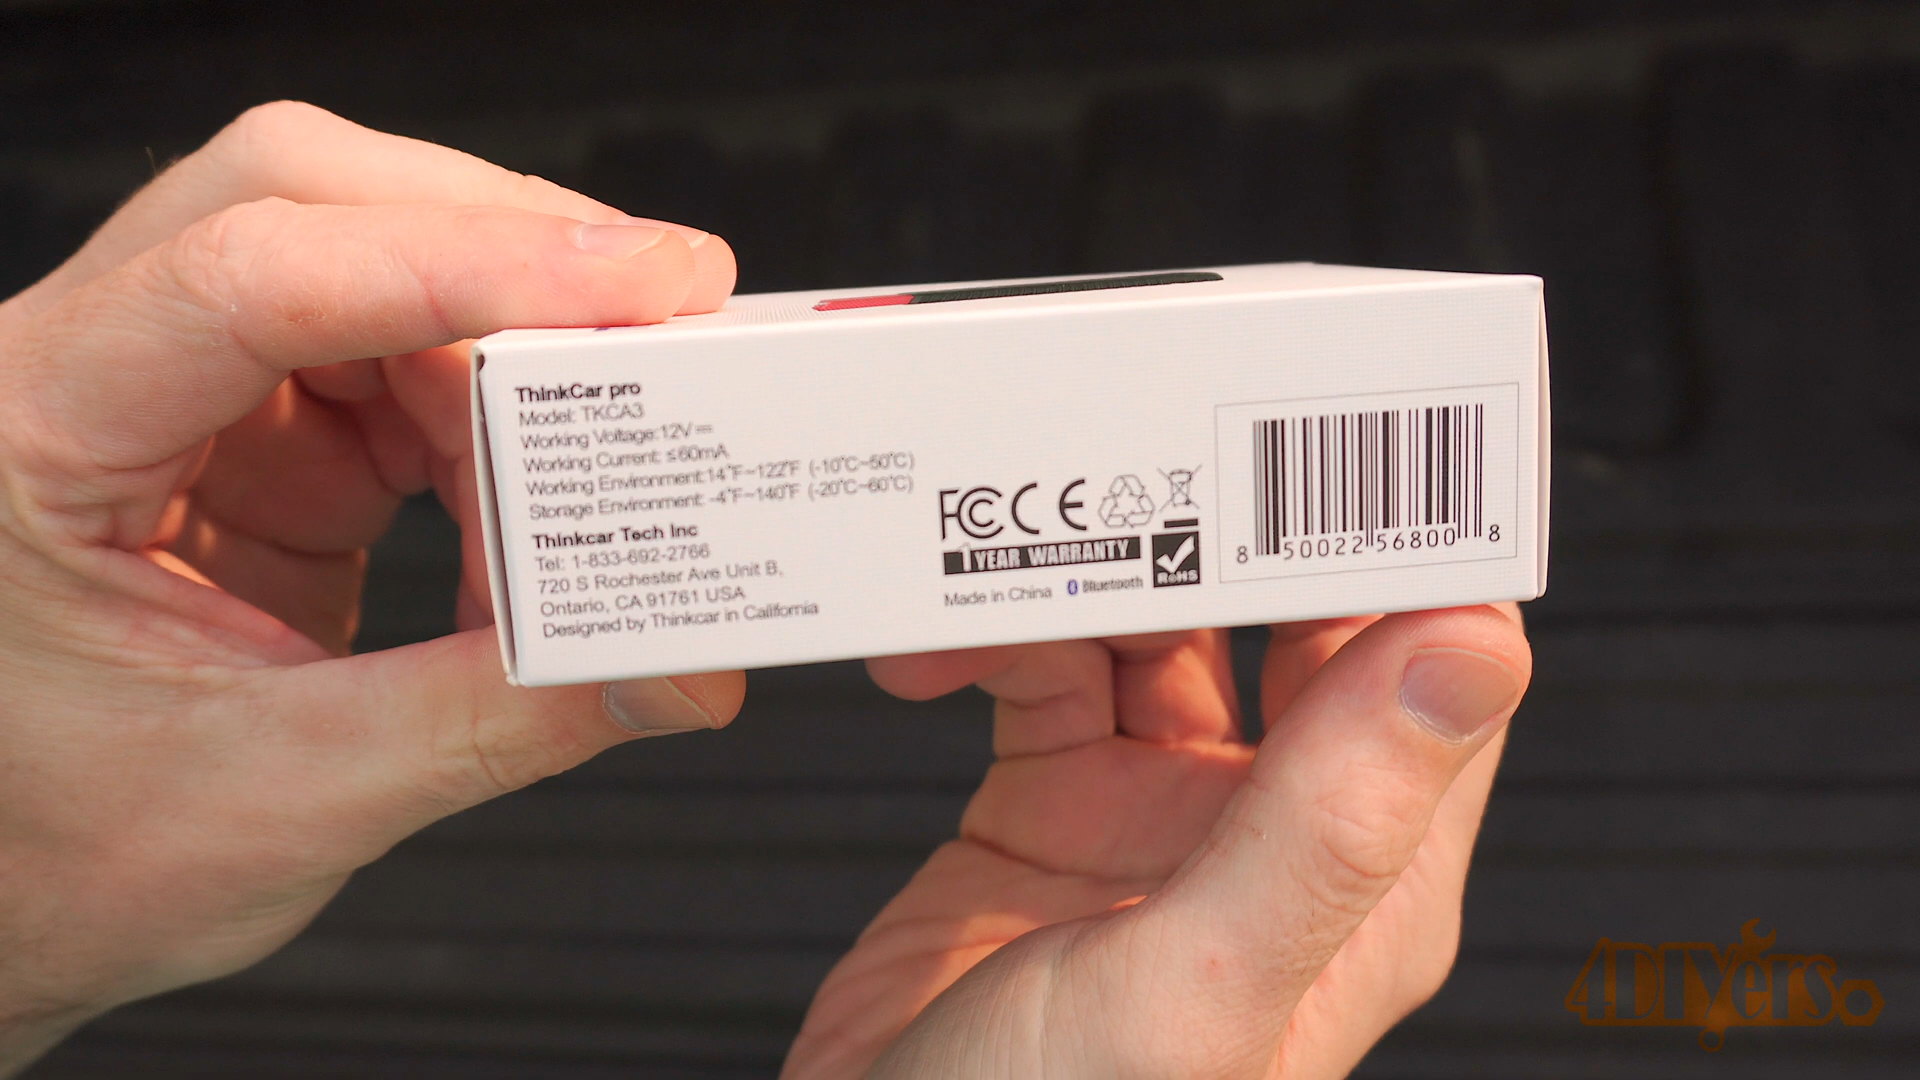 ThinkCar pro
Model: TKCA3
Working Voltage:12V⎓
Working Current: ≤60mA
Working Environment:14°F~122°F (-10°C~50°C)
Storage Environment: -4°F~140°F (-20°C~60°C)
Thinkcar Tech Inc
Tel: 1-833-692-2766
720 S Rochester Ave Unit B,
Ontario, CA 91761 USA
Designed by Thinkcar in California
FC CE
1 YEAR WARRANTY
Made in China Bluetooth
RoHS
8 50022 56800 8
4DIYers